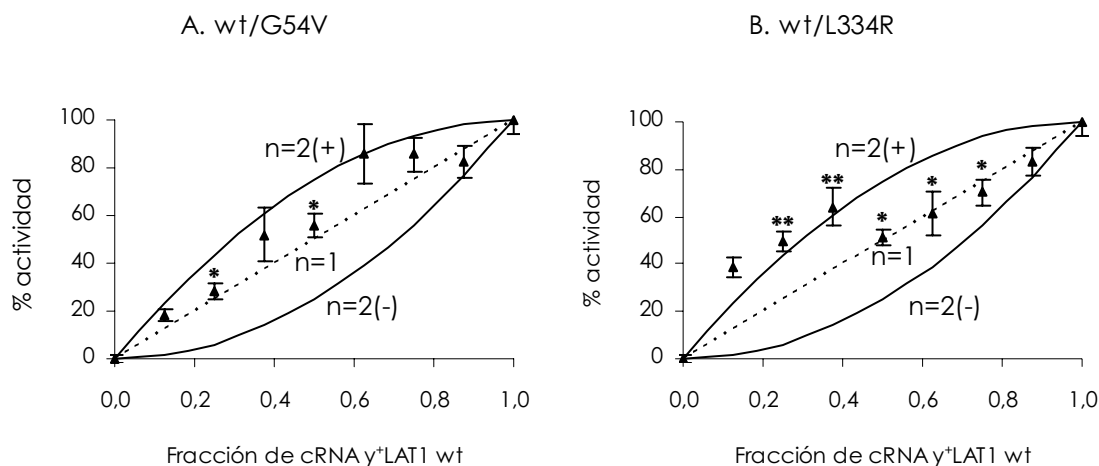 A. wt/G54V
B. wt/L334R
% actividad
100
80
60
40
20
0
n=2(+)
*
*
n=1
n=2(-)
0,0
0,2
0,4
0,6
0,8
1,0
Fracción de cRNA y⁺LAT1 wt
% actividad
100
80
60
40
20
0
n=2(+)
**
**
*
*
*
n=1
n=2(-)
0,0
0,2
0,4
0,6
0,8
1,0
Fracción de cRNA y⁺LAT1 wt